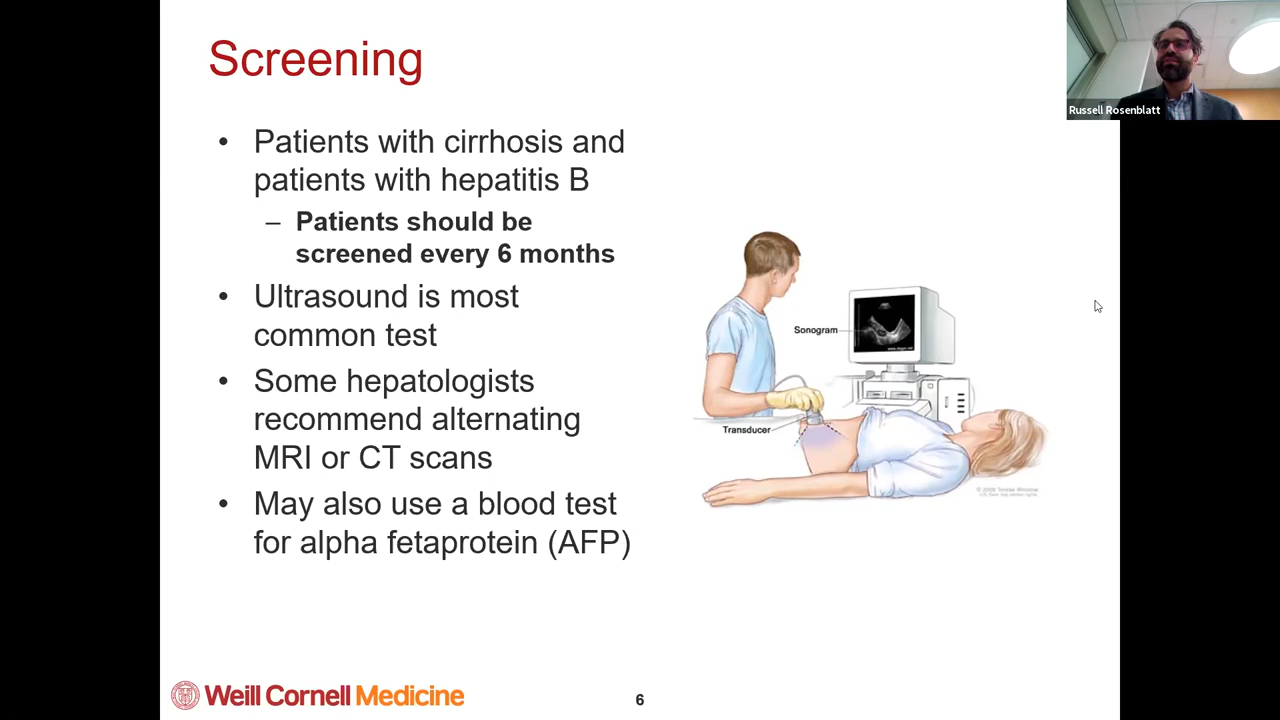 Screening
Russell Rosenblatt
• Patients with cirrhosis and
patients with hepatitis B
– Patients should be
screened every 6 months
• Ultrasound is most
common test
• Some hepatologists
recommend alternating
MRI or CT scans
• May also use a blood test
for alpha fetaprotein (AFP)
Sonogram
Transducer
Weill Cornell Medicine
6